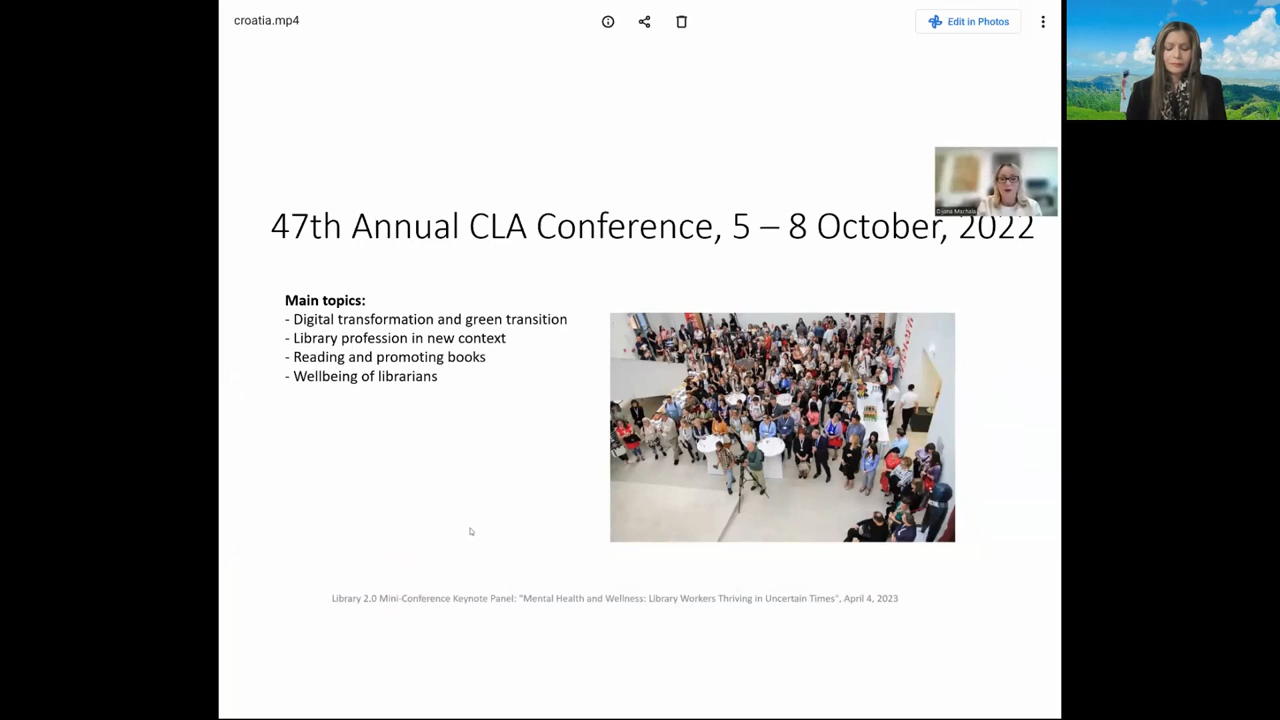 croatia.mp4
Edit in Photos
47th Annual CLA Conference, 5 – 8 October, 2022
Main topics:
- Digital transformation and green transition
- Library profession in new context
- Reading and promoting books
- Wellbeing of librarians
Library 2.0 Mini-Conference Keynote Panel: "Mental Health and Wellness: Library Workers Thriving in Uncertain Times", April 4, 2023